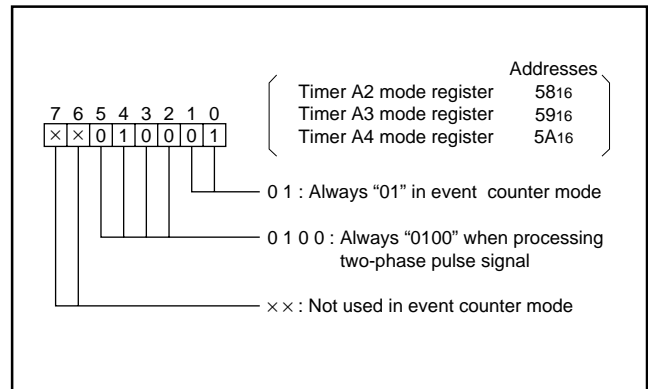 Addresses
Timer A2 mode register 5816
Timer A3 mode register 5916
Timer A4 mode register 5A16
7 6 5 4 3 2 1 0
× × 0 1 0 0 0 1
0 1 : Always “01” in event counter mode
0 1 0 0 : Always “0100” when processing
two-phase pulse signal
× × : Not used in event counter mode